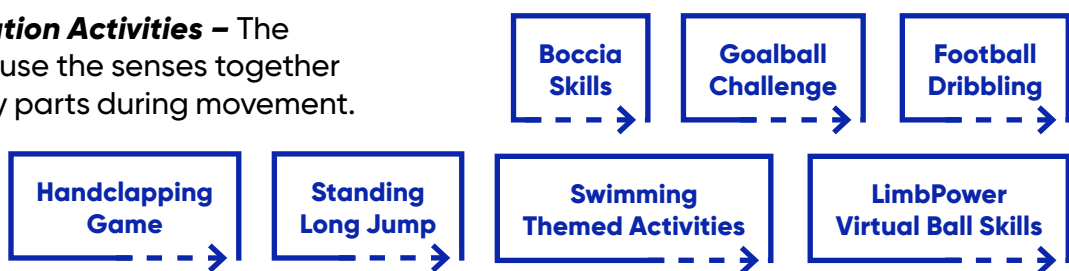 ation Activities – The
use the senses together
y parts during movement.
Boccia
Skills
Goalball
Challenge
Football
Dribbling
Handclapping
Game
Standing
Long Jump
Swimming
Themed Activities
LimbPower
Virtual Ball Skills